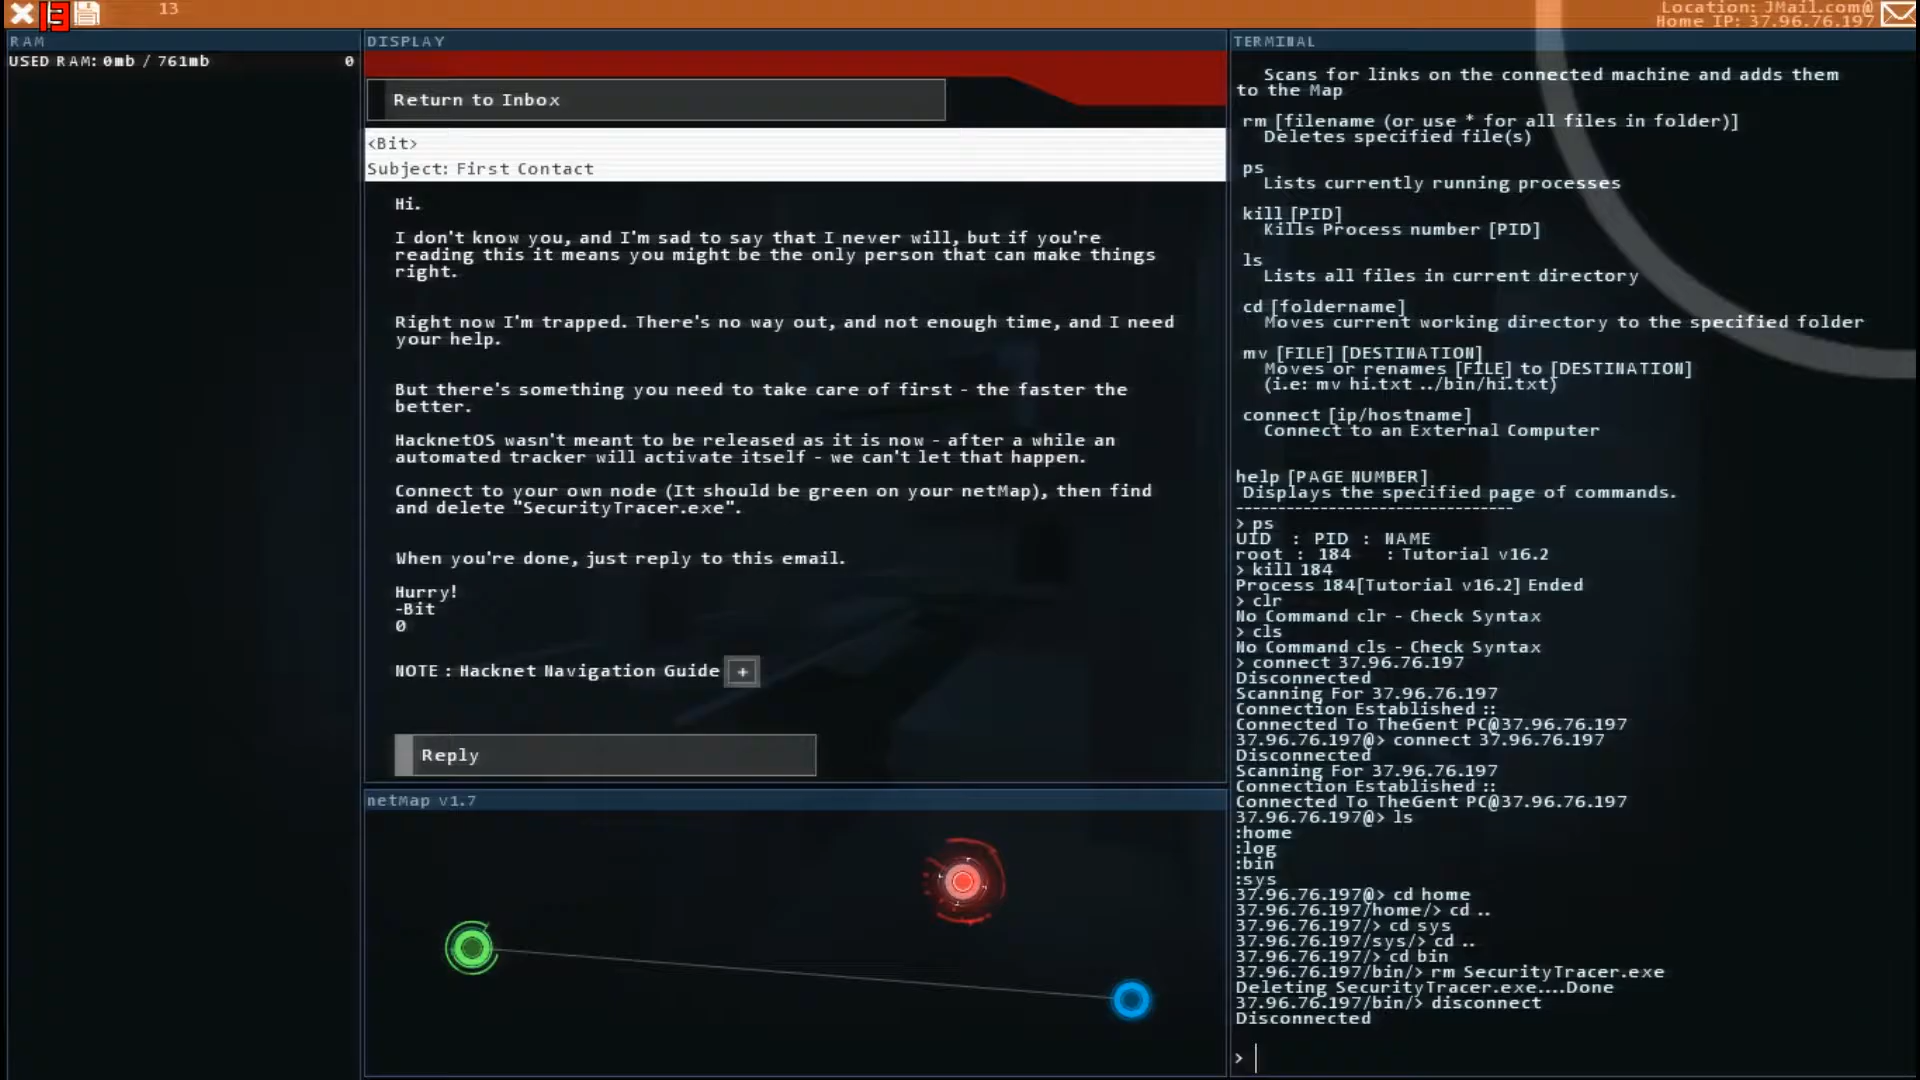 13
Location: JMail.com@
Home IP: 37.96.76.197
RAM
USED RAM: 0mb / 761mb 0
DISPLAY
Return to Inbox
<Bit>
Subject: First Contact
Hi.
I don't know you, and I'm sad to say that I never will, but if you're
reading this it means you might be the only person that can make things
right.
Right now I'm trapped. There's no way out, and not enough time, and I need
your help.
But there's something you need to take care of first - the faster the
better.
HacknetOS wasn't meant to be released as it is now - after a while an
automated tracker will activate itself - we can't let that happen.
Connect to your own node (It should be green on your netMap), then find
and delete "SecurityTracer.exe".
When you're done, just reply to this email.
Hurry!
-Bit
0
NOTE : Hacknet Navigation Guide +
Reply
netMap v1.7
TERMINAL
Scans for links on the connected machine and adds them
to the Map
rm [filename (or use * for all files in folder)]
Deletes specified file(s)
ps
Lists currently running processes
kill [PID]
Kills Process number [PID]
ls
Lists all files in current directory
cd [foldername]
Moves current working directory to the specified folder
mv [FILE] [DESTINATION]
Moves or renames [FILE] to [DESTINATION]
(i.e: mv hi.txt ../bin/hi.txt)
connect [ip/hostname]
Connect to an External Computer
help [PAGE NUMBER]
Displays the specified page of commands.
---------------------------------
> ps
UID : PID : NAME
root : 184 : Tutorial v16.2
> kill 184
Process 184[Tutorial v16.2] Ended
> clr
No Command clr - Check Syntax
> cls
No Command cls - Check Syntax
> connect 37.96.76.197
Disconnected
Scanning For 37.96.76.197
Connection Established ::
Connected To TheGent PC@37.96.76.197
37.96.76.197@> connect 37.96.76.197
Disconnected
Scanning For 37.96.76.197
Connection Established ::
Connected To TheGent PC@37.96.76.197
37.96.76.197@> ls
:home
:log
:bin
:sys
37.96.76.197@> cd home
37.96.76.197/home/> cd ..
37.96.76.197/> cd sys
37.96.76.197/sys/> cd ..
37.96.76.197/> cd bin
37.96.76.197/bin/> rm SecurityTracer.exe
Deleting SecurityTracer.exe....Done
37.96.76.197/bin/> disconnect
Disconnected
>